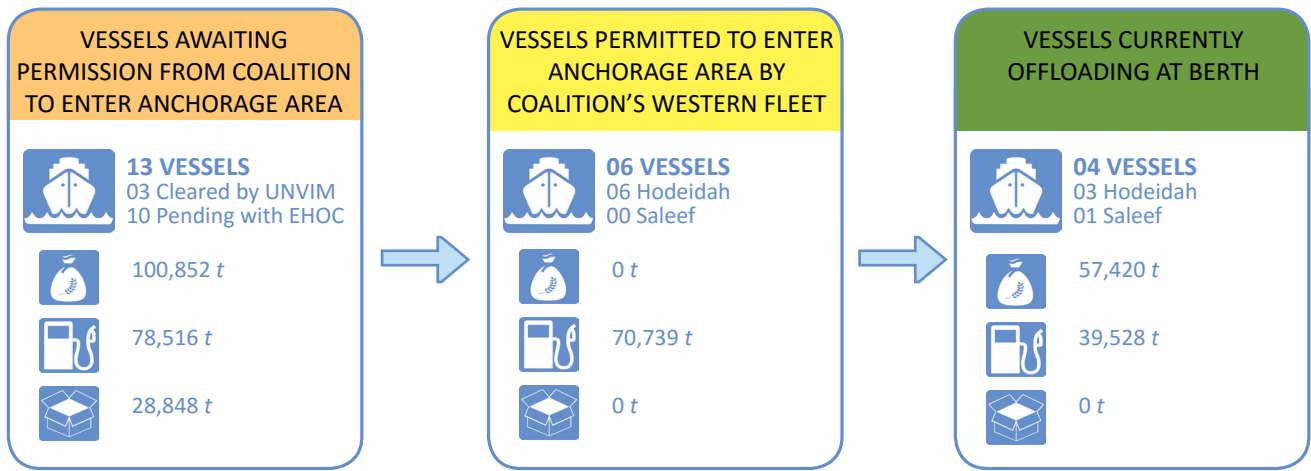 VESSELS AWAITING
PERMISSION FROM COALITION
TO ENTER ANCHORAGE AREA
13 VESSELS
03 Cleared by UNVIM
10 Pending with EHOC
100,852 t
78,516 t
28,848 t
VESSELS PERMITTED TO ENTER
ANCHORAGE AREA BY
COALITION’S WESTERN FLEET
06 VESSELS
06 Hodeidah
00 Saleef
0 t
70,739 t
0 t
VESSELS CURRENTLY
OFFLOADING AT BERTH
04 VESSELS
03 Hodeidah
01 Saleef
57,420 t
39,528 t
0 t